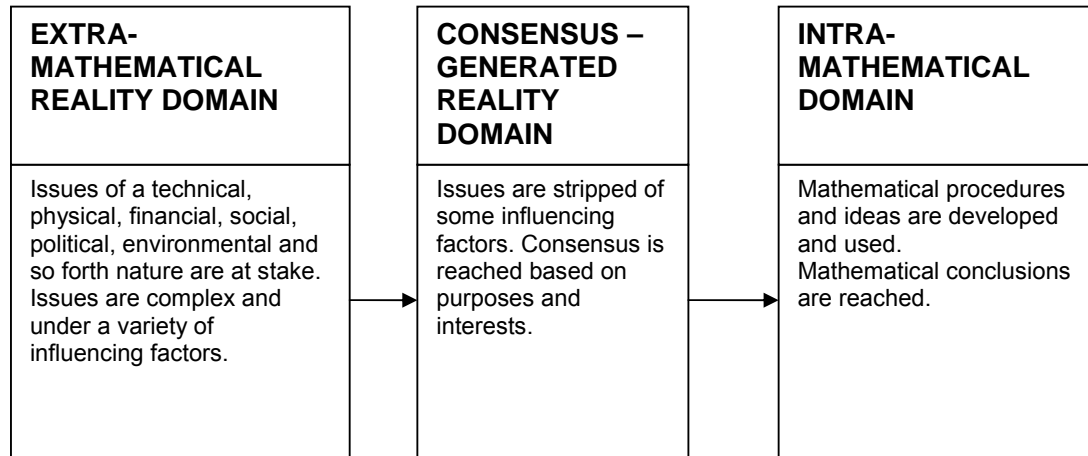 EXTRA-
MATHEMATICAL
REALITY DOMAIN
Issues of a technical,
physical, financial, social,
political, environmental and
so forth nature are at stake.
Issues are complex and
under a variety of
influencing factors.
CONSENSUS –
GENERATED
REALITY
DOMAIN
Issues are stripped of
some influencing
factors. Consensus is
reached based on
purposes and
interests.
INTRA-
MATHEMATICAL
DOMAIN
Mathematical procedures
and ideas are developed
and used.
Mathematical conclusions
are reached.